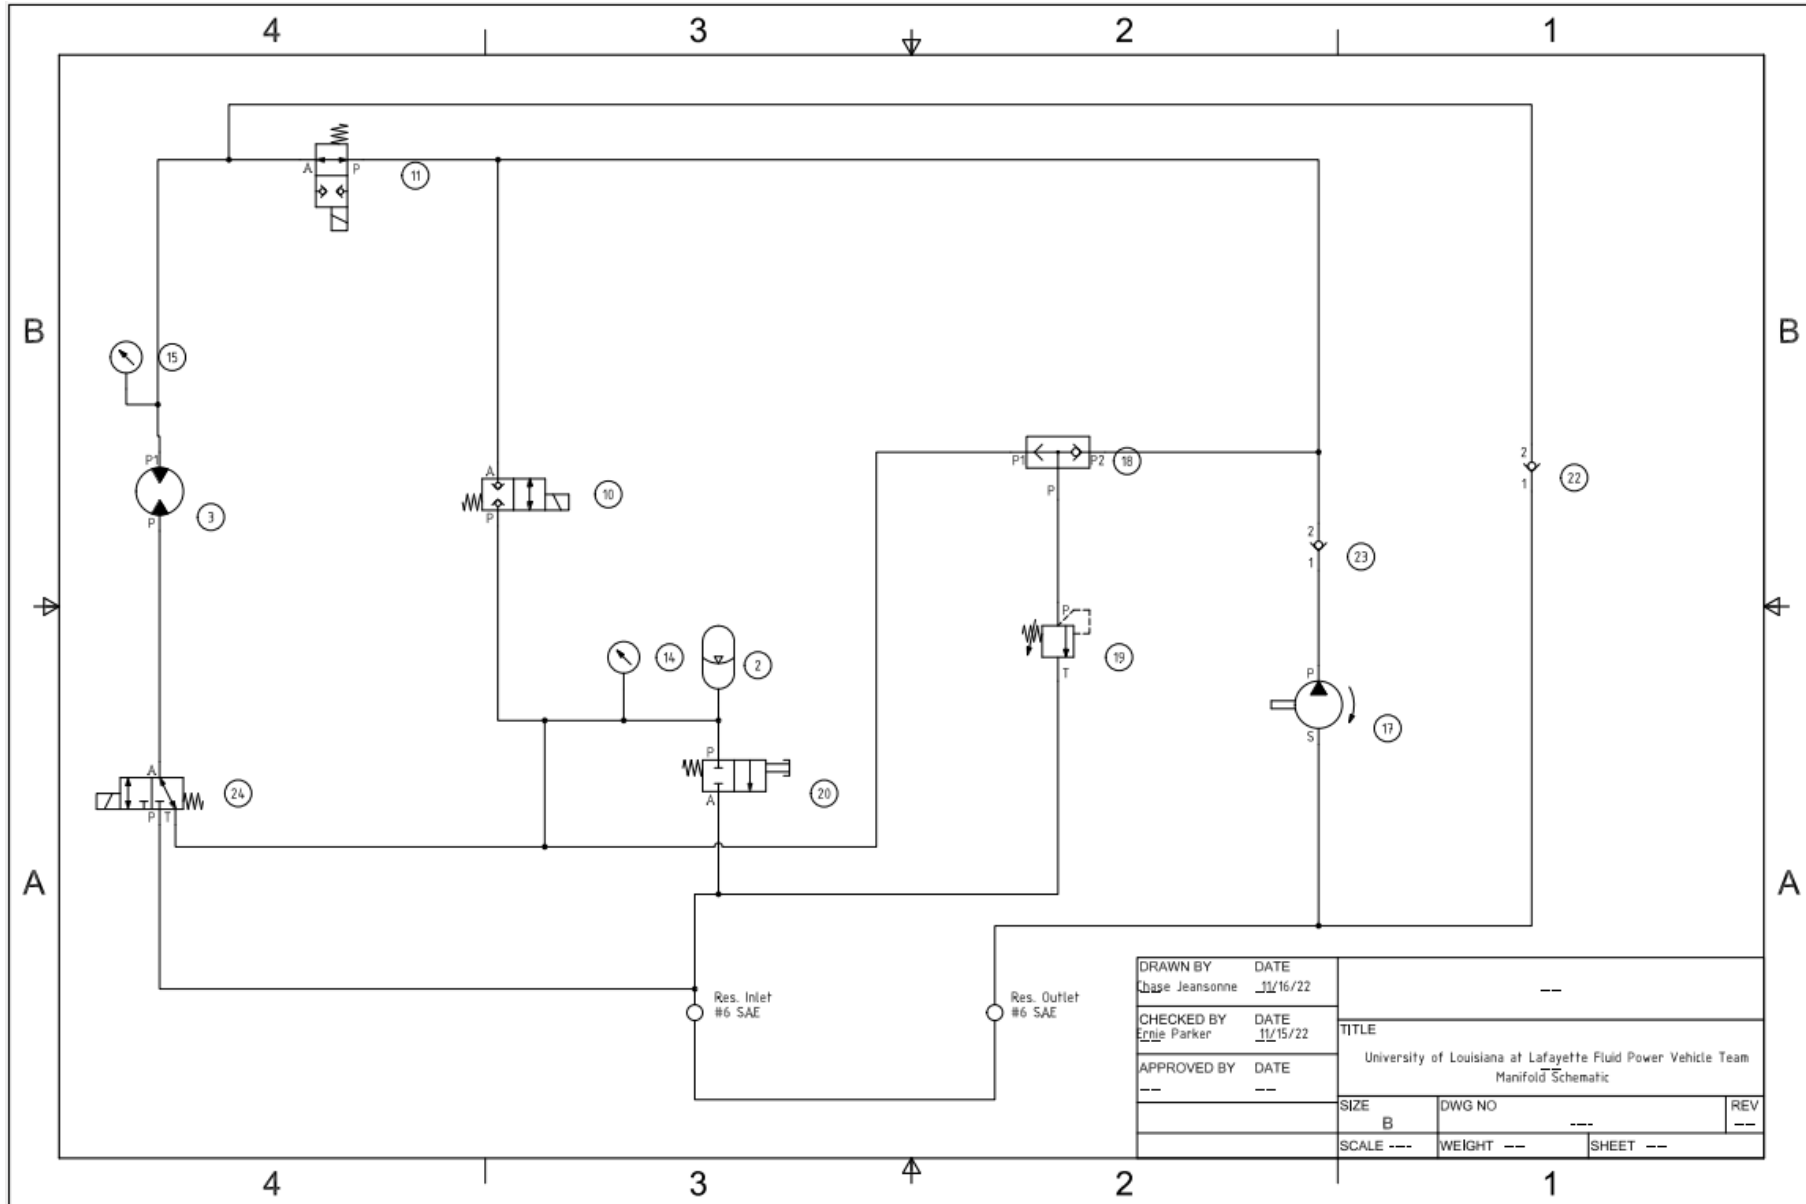 4 3 2 1
A P 11
B B
15
P1
P 3
A
P 10
P1 P2 18
P
2
1 22
2
1 23
14 2
P
T 19
P
S 17
P
A 20
A
P T 24
A A
Res. Inlet
#6 SAE
Res. Outlet
#6 SAE
DRAWN BY DATE
Chase Jeansonne 11/16/22
CHECKED BY DATE
Ernie Parker 11/15/22
APPROVED BY DATE
-- --
--
TITLE
University of Louisiana at Lafayette Fluid Power Vehicle Team
Manifold Schematic
SIZE DWG NO REV
B ---- --
SCALE ---- WEIGHT -- SHEET --
4 3 2 1